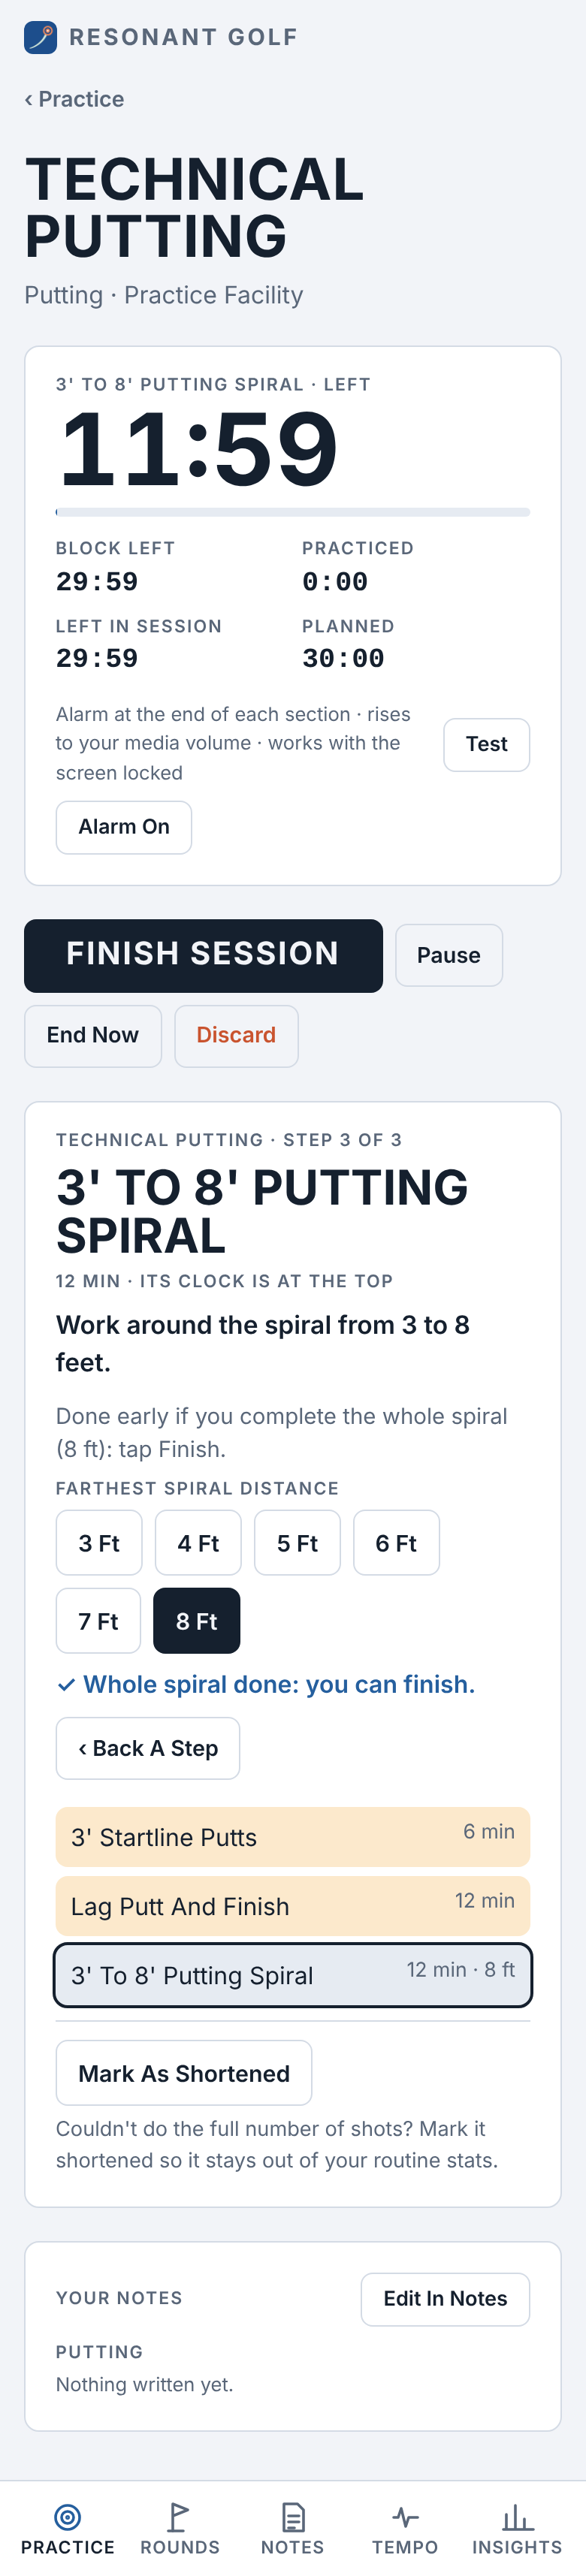 RESONANT GOLF
‹ Practice
TECHNICAL
PUTTING
Putting · Practice Facility
3' TO 8' PUTTING SPIRAL · LEFT
11:59
BLOCK LEFT
29:59
PRACTICED
0:00
LEFT IN SESSION
29:59
PLANNED
30:00
Alarm at the end of each section · rises
to your media volume · works with the
screen locked
Test
Alarm On
FINISH SESSION
Pause
End Now
Discard
TECHNICAL PUTTING · STEP 3 OF 3
3' TO 8' PUTTING
SPIRAL
12 MIN · ITS CLOCK IS AT THE TOP
Work around the spiral from 3 to 8
feet.
Done early if you complete the whole spiral
(8 ft): tap Finish.
FARTHEST SPIRAL DISTANCE
3 Ft
4 Ft
5 Ft
6 Ft
7 Ft
8 Ft
✓ Whole spiral done: you can finish.
‹ Back A Step
3' Startline Putts
6 min
Lag Putt And Finish
12 min
3' To 8' Putting Spiral
12 min · 8 ft
Mark As Shortened
Couldn't do the full number of shots? Mark it
shortened so it stays out of your routine stats.
YOUR NOTES
Edit In Notes
PUTTING
Nothing written yet.
PRACTICE
ROUNDS
NOTES
TEMPO
INSIGHTS